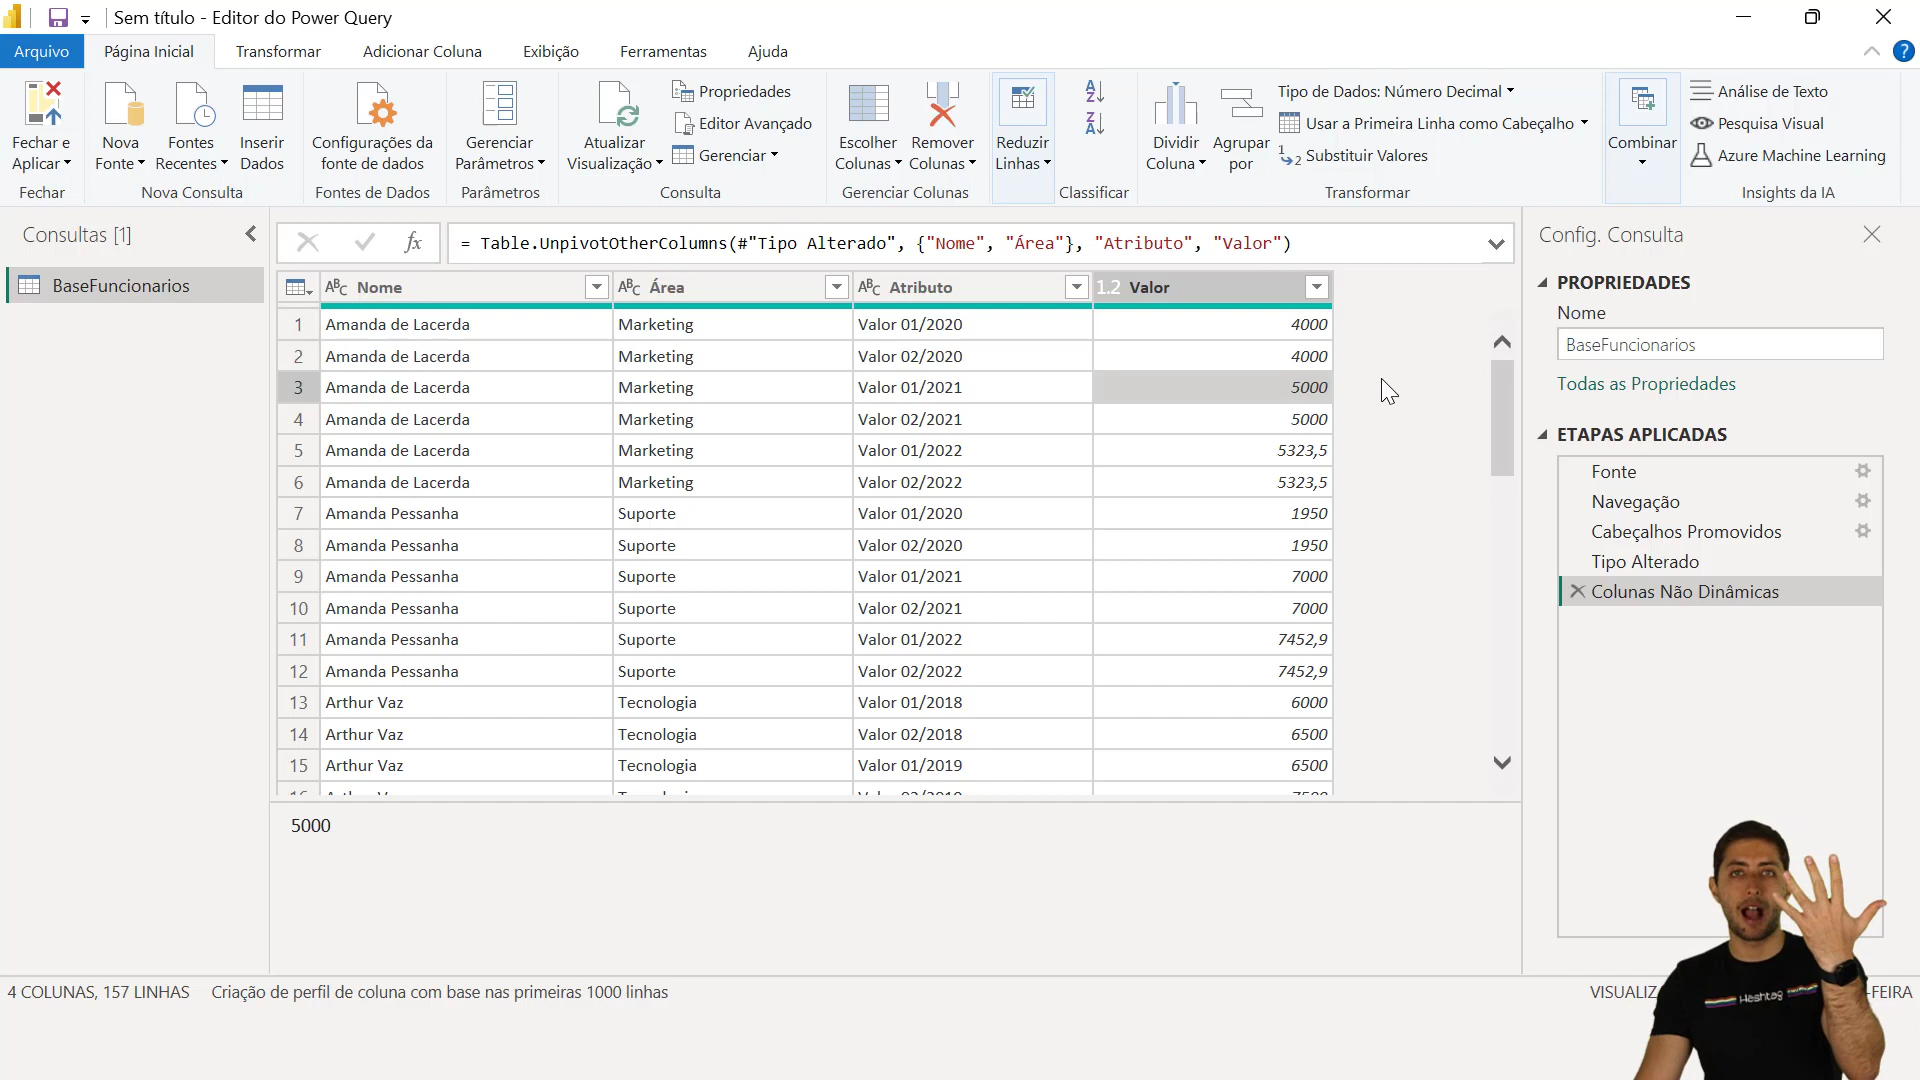 Sem título - Editor do Power Query
Arquivo
Página Inicial
Transformar
Adicionar Coluna
Exibição
Ferramentas
Ajuda
Fechar e
Aplicar
Fechar
Nova
Fonte
Fontes
Recentes
Inserir
Dados
Nova Consulta
Configurações da
fonte de dados
Fontes de Dados
Gerenciar
Parâmetros
Parâmetros
Atualizar
Visualização
Propriedades
Editor Avançado
Gerenciar
Consulta
Escolher
Colunas
Remover
Colunas
Gerenciar Colunas
Reduzir
Linhas
Classificar
Dividir
Coluna
Agrupar
por
Tipo de Dados: Número Decimal
Usar a Primeira Linha como Cabeçalho
Substituir Valores
Transformar
Combinar
Análise de Texto
Pesquisa Visual
Azure Machine Learning
Insights da IA
Consultas [1]
BaseFuncionarios
= Table.UnpivotOtherColumns(#"Tipo Alterado", {"Nome", "Área"}, "Atributo", "Valor")
ABC Nome ABC Área ABC Atributo 1.2 Valor
1 Amanda de Lacerda Marketing Valor 01/2020 4000
2 Amanda de Lacerda Marketing Valor 02/2020 4000
3 Amanda de Lacerda Marketing Valor 01/2021 5000
4 Amanda de Lacerda Marketing Valor 02/2021 5000
5 Amanda de Lacerda Marketing Valor 01/2022 5323,5
6 Amanda de Lacerda Marketing Valor 02/2022 5323,5
7 Amanda Pessanha Suporte Valor 01/2020 1950
8 Amanda Pessanha Suporte Valor 02/2020 1950
9 Amanda Pessanha Suporte Valor 01/2021 7000
10 Amanda Pessanha Suporte Valor 02/2021 7000
11 Amanda Pessanha Suporte Valor 01/2022 7452,9
12 Amanda Pessanha Suporte Valor 02/2022 7452,9
13 Arthur Vaz Tecnologia Valor 01/2018 6000
14 Arthur Vaz Tecnologia Valor 02/2018 6500
15 Arthur Vaz Tecnologia Valor 01/2019 6500
5000
Config. Consulta
PROPRIEDADES
Nome
BaseFuncionarios
Todas as Propriedades
ETAPAS APLICADAS
Fonte
Navegação
Cabeçalhos Promovidos
Tipo Alterado
Colunas Não Dinâmicas
4 COLUNAS, 157 LINHAS
Criação de perfil de coluna com base nas primeiras 1000 linhas
VISUALIZ
-FEIRA
Hashtag